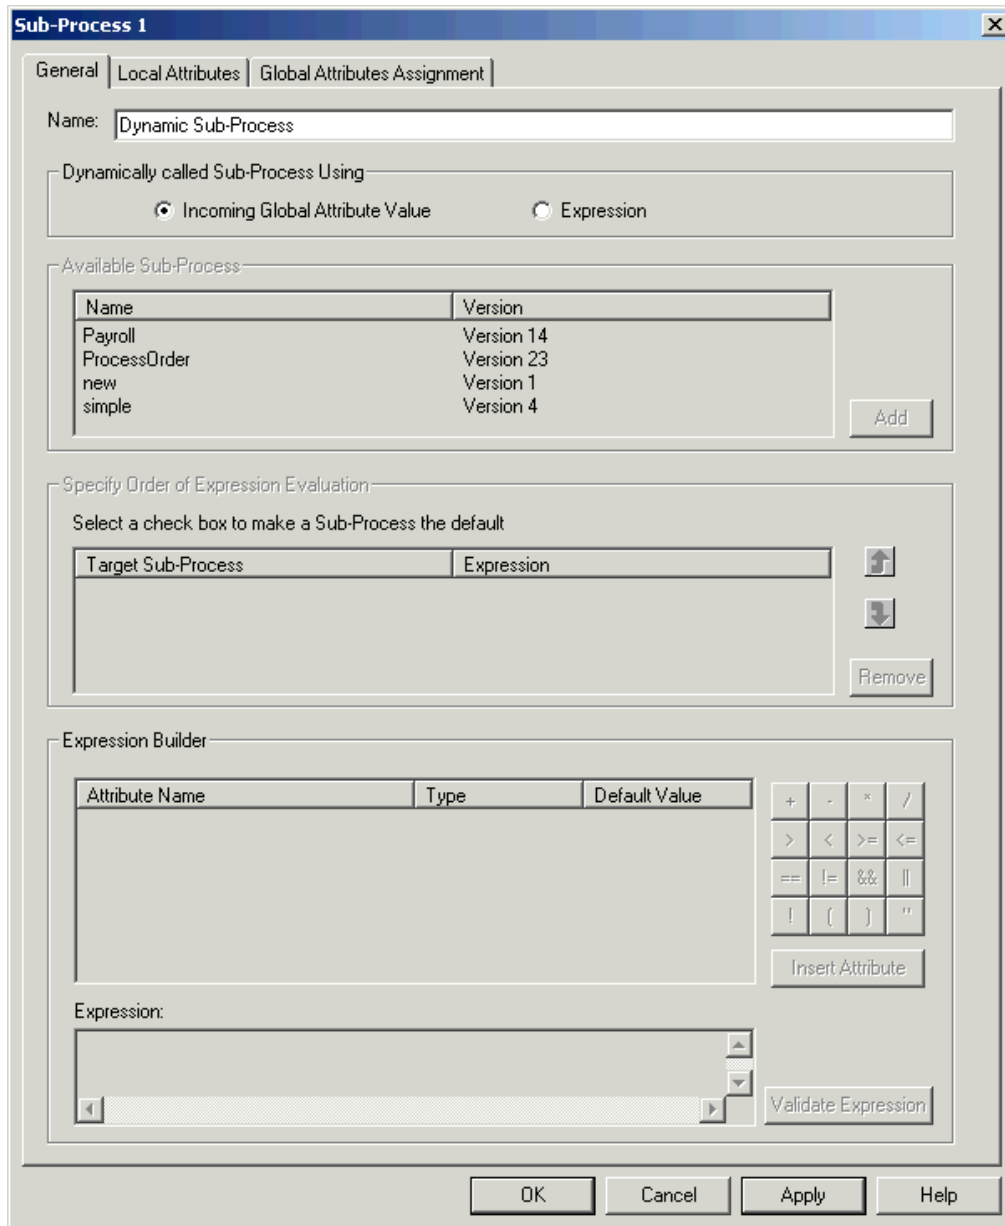 Sub-Process 1
General Local Attributes Global Attributes Assignment
Name: Dynamic Sub-Process
Dynamically called Sub-Process Using
Incoming Global Attribute Value Expression
Available Sub-Process
Name Version
Payroll Version 14
ProcessOrder Version 23
new Version 1
simple Version 4
Add
Specify Order of Expression Evaluation
Select a check box to make a Sub-Process the default
Target Sub-Process Expression
Remove
Expression Builder
Attribute Name Type Default Value
+ - * /
> < >= <=
== != && ||
! ( ) "
Insert Attribute
Expression:
Validate Expression
OK Cancel Apply Help